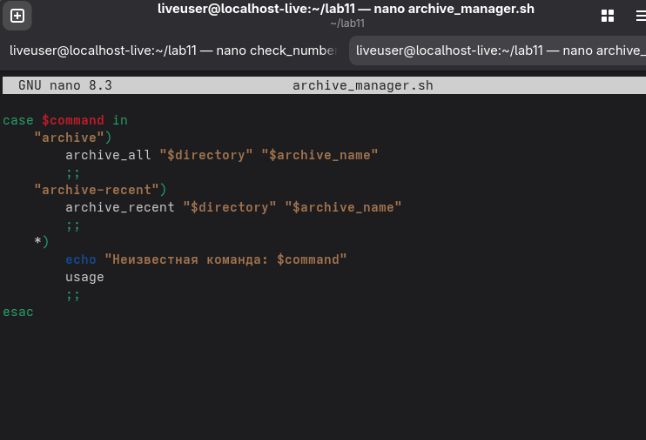 liveuser@localhost-live:~/lab11 — nano archive_manager.sh
~/lab11
liveuser@localhost-live:~/lab11 — nano check_numbe
liveuser@localhost-live:~/lab11 — nano archive_
GNU nano 8.3 archive_manager.sh
case $command in
"archive")
archive_all "$directory" "$archive_name"
;;
"archive-recent")
archive_recent "$directory" "$archive_name"
;;
*)
echo "Неизвестная команда: $command"
usage
;;
esac